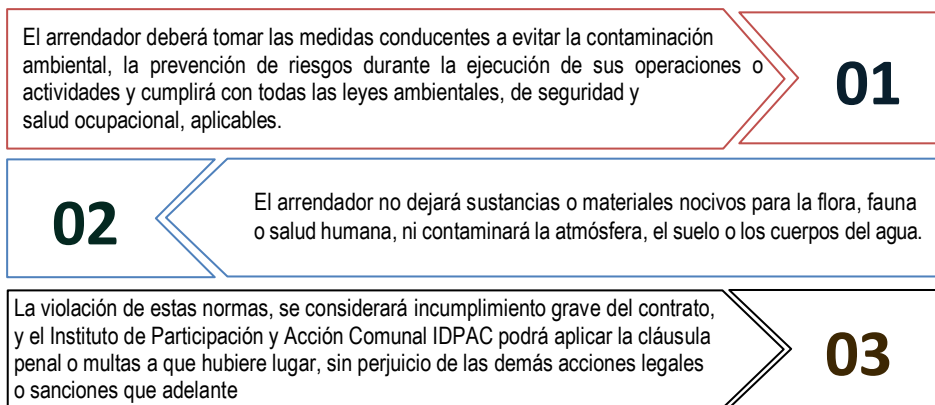 El arrendador deberá tomar las medidas conducentes a evitar la contaminación
ambiental, la prevención de riesgos durante la ejecución de sus operaciones o
actividades y cumplirá con todas las leyes ambientales, de seguridad y
salud ocupacional, aplicables.
01
02
El arrendador no dejará sustancias o materiales nocivos para la flora, fauna
o salud humana, ni contaminará la atmósfera, el suelo o los cuerpos del agua.
La violación de estas normas, se considerará incumplimiento grave del contrato,
y el Instituto de Participación y Acción Comunal IDPAC podrá aplicar la cláusula
penal o multas a que hubiere lugar, sin perjuicio de las demás acciones legales
o sanciones que adelante
03